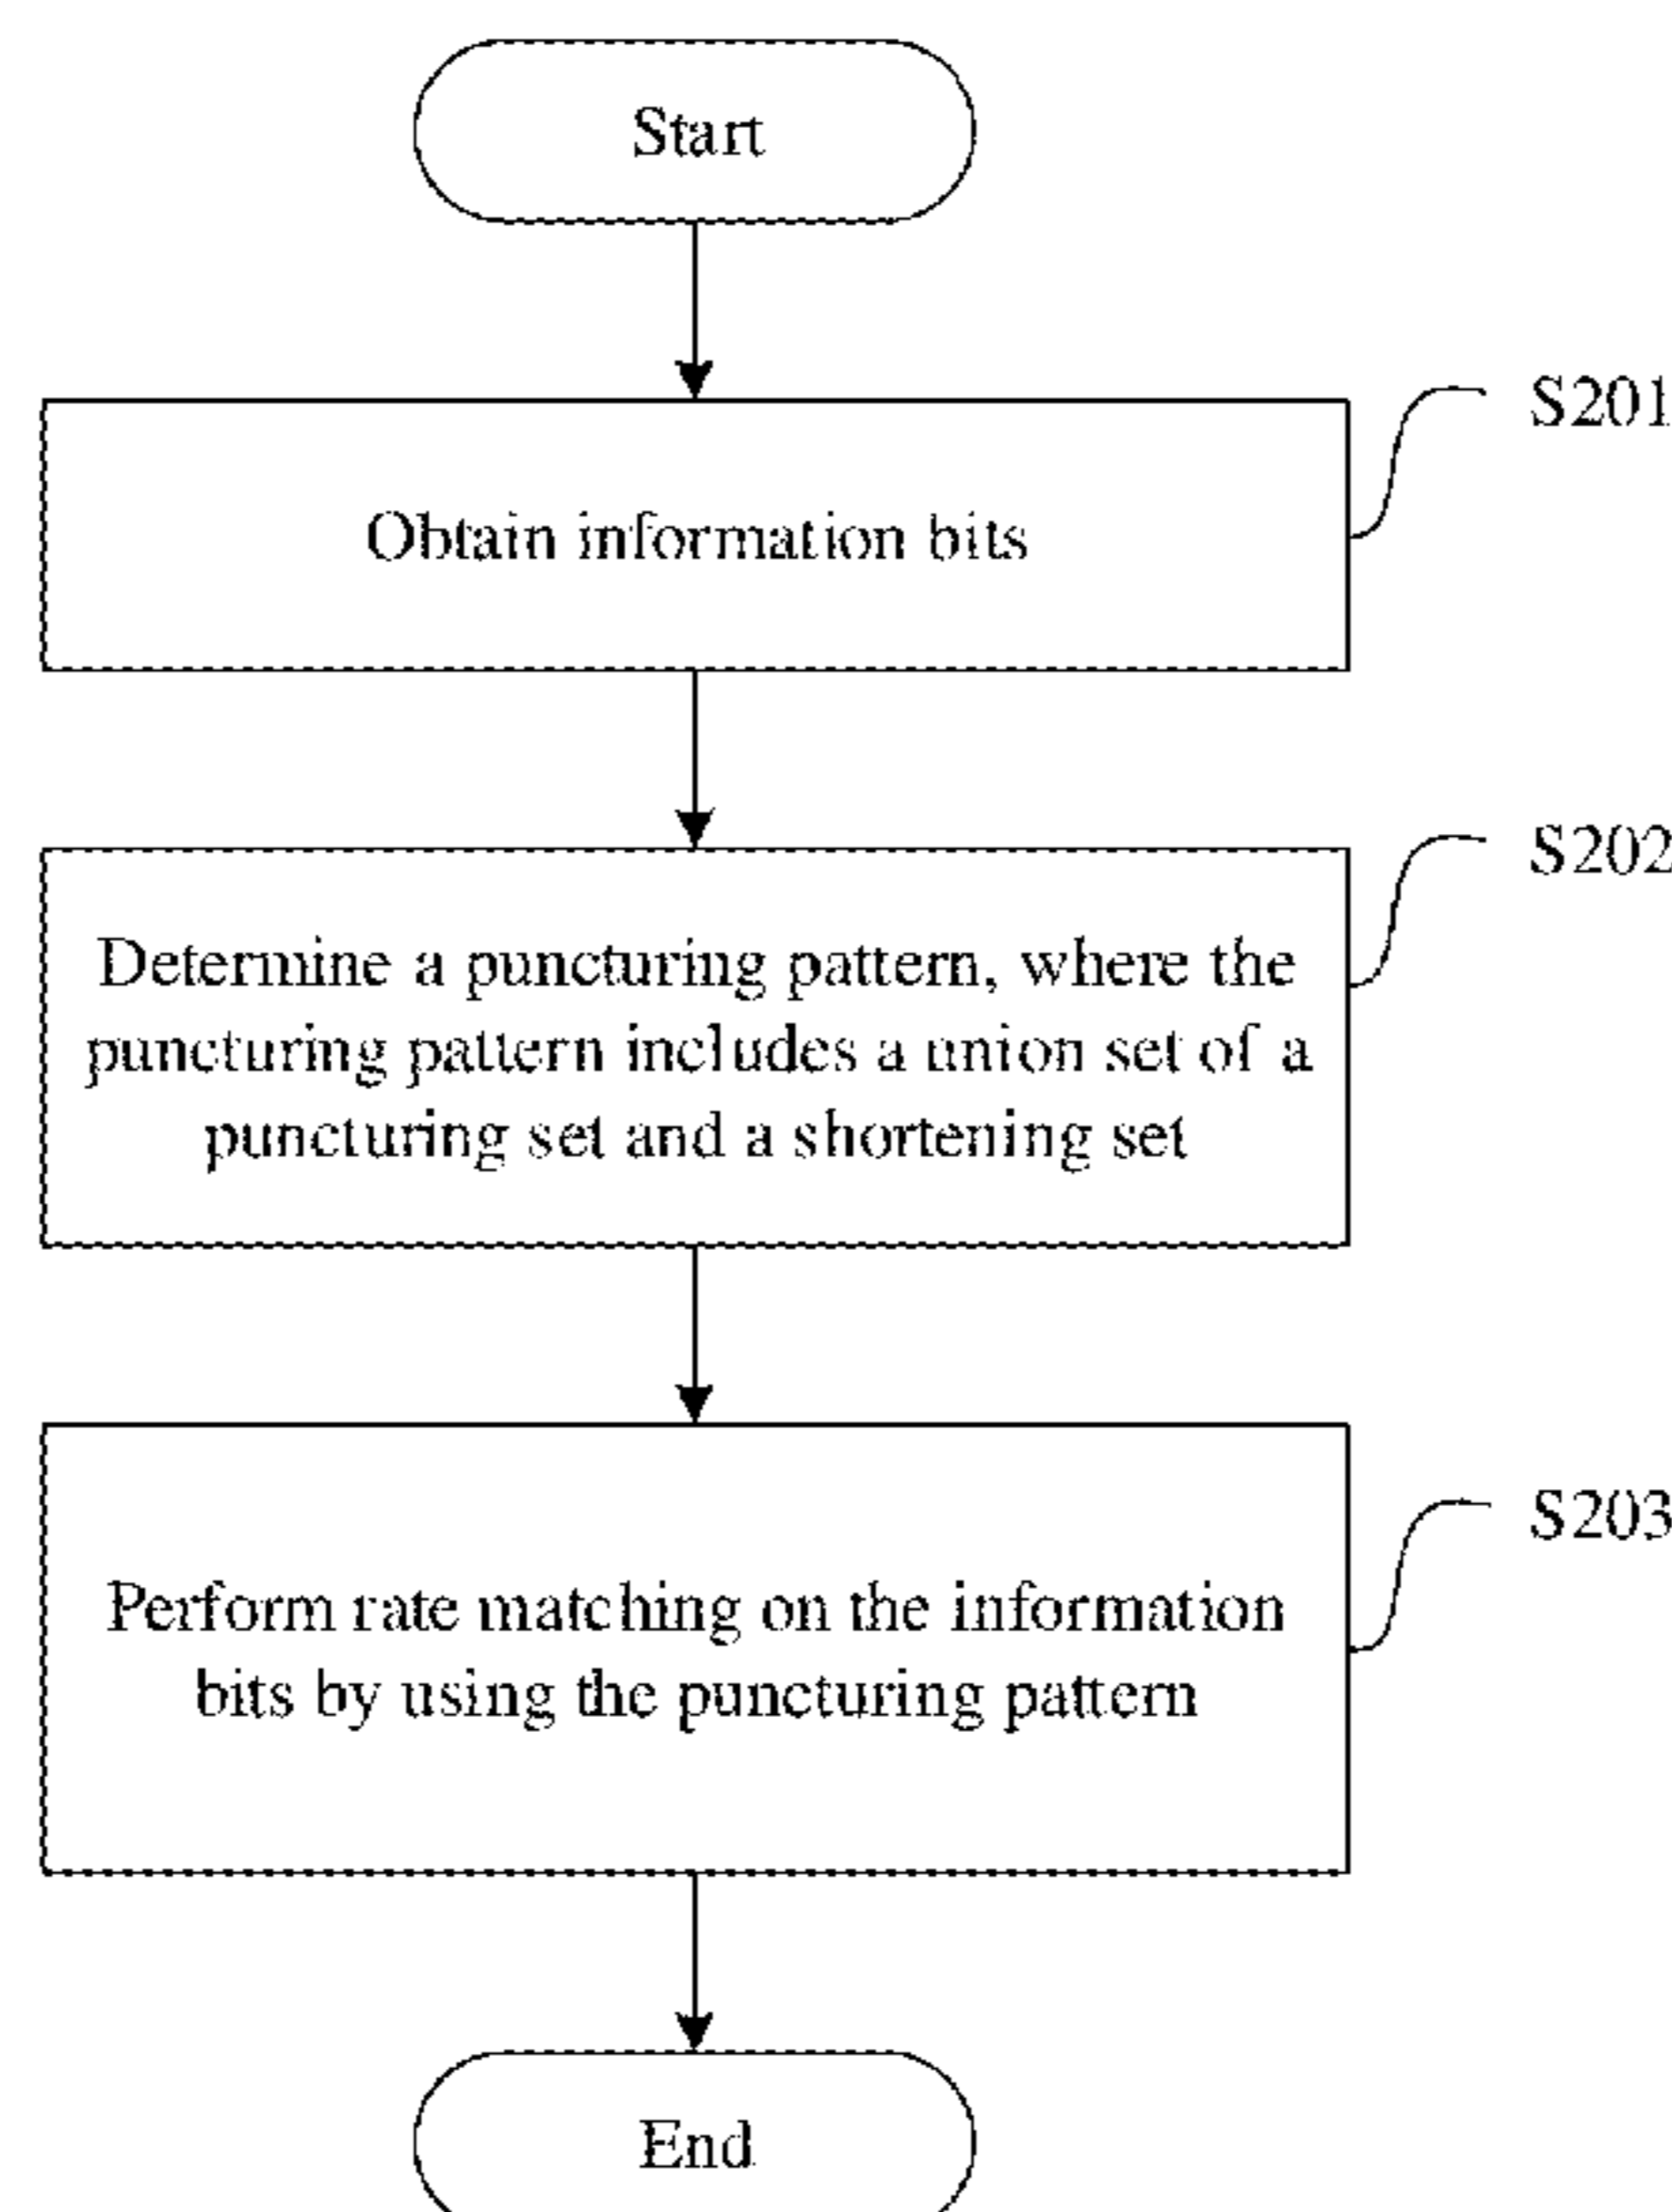 Start
S201
Obtain information bits
S202
Determine a puncturing pattern, where the
puncturing pattern includes a union set of a
puncturing set and a shortening set
S203
Perform rate matching on the information
bits by using the puncturing pattern
End